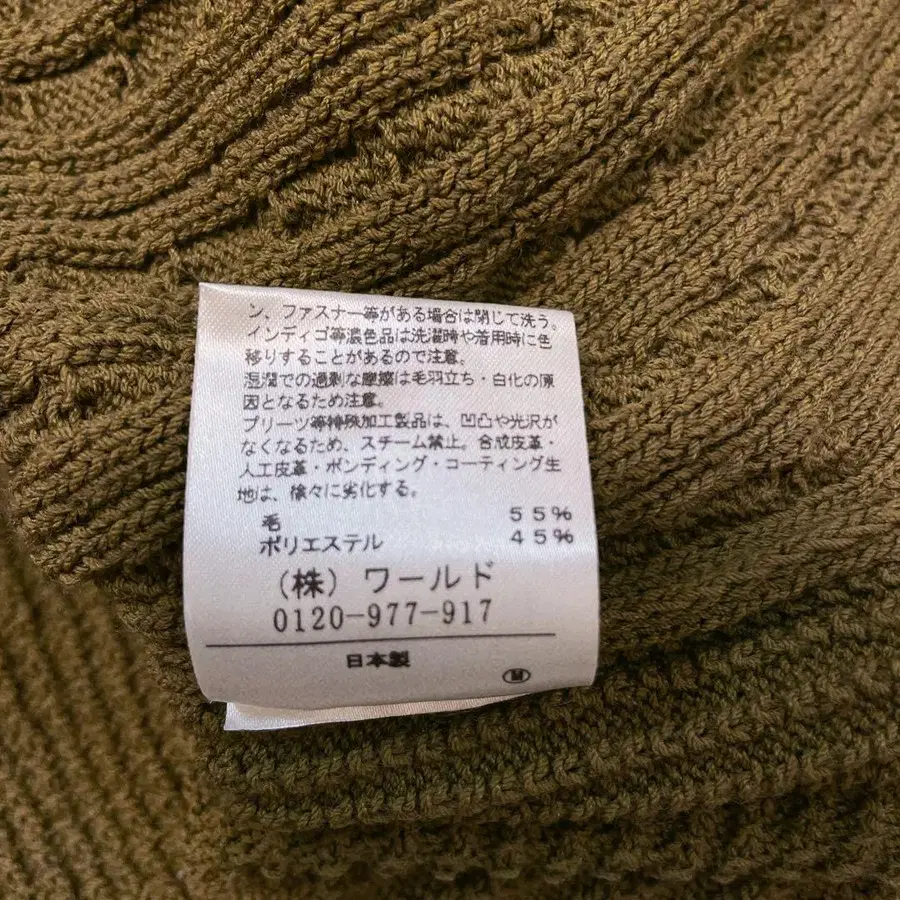 ン、ファスナー等がある場合は閉じて洗う。
インディゴ等濃色品は洗濯時や着用時に色
移りすることがあるので注意。
湿潤での過剰な摩擦は毛羽立ち・白化の原
因となるため注意。
プリーツ等特殊加工製品は、凹凸や光沢が
なくなるため、スチーム禁止。合成皮革・
人工皮革・ボンディング・コーティング生
地は、徐々に劣化する。
毛 55%
ポリエステル 45%
(株) ワールド
0120-977-917
日本製
M